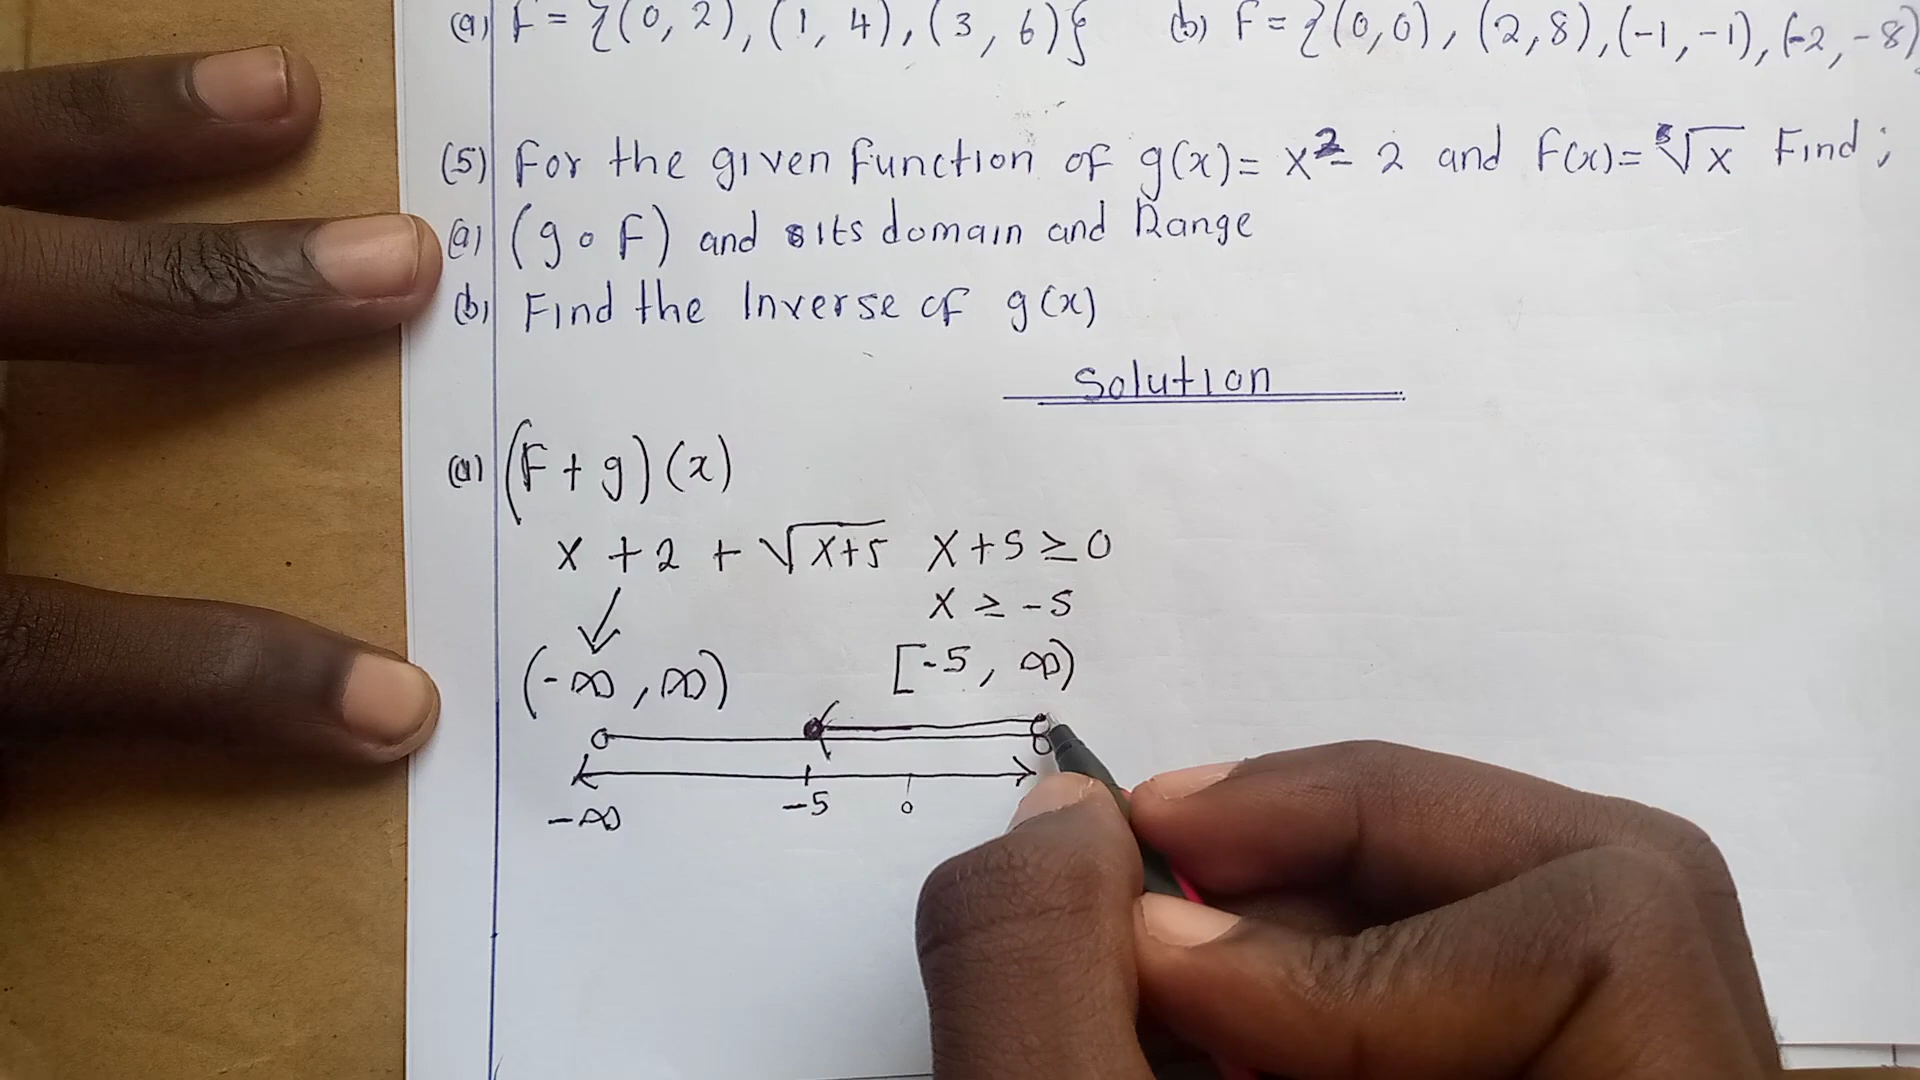 (a) F = {(0, 2), (1, 4), (3, 6)} (b) F = {(0,0), (2,8), (-1,-1), (-2,-8)
(5) For the given function of g(x) = x² - 2 and F(x) = ∛x Find;
(a) (g o F) and its domain and Range
(b) Find the Inverse of g(x)
Solution
(a) (F + g)(x)
x + 2 + √x+5 x + 5 ≥ 0
x ≥ -5
(-∞, ∞) [-5, ∞)
-∞ -5 0